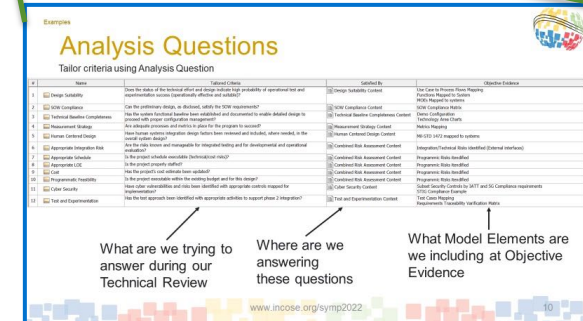 Examples
Analysis Questions
Tailor criteria using Analysis Question
# Name Tailored Criteria Satisfied By Objective Evidence
1 Design Suitability Does the status of the technical effort and design indicate high probability of operational test and experimentation success (operationally effective and suitable)? Design Suitability Content Use Case to Process Flows Mapping
Functions Mapped to System
MOEs Mapped to systems
2 SOW Compliance Can the preliminary design, as disclosed, satisfy the SOW requirements? SOW Compliance Content SOW Compliance Matrix
3 Technical Baseline Completeness Has the system functional baseline been established and documented to enable detailed design to proceed with proper configuration management? Technical Baseline Completeness Content Demo Configuration
Technology Area Charts
4 Measurement Strategy Are adequate processes and metrics in place for the program to succeed? Measurement Strategy Content Metrics Mapping
5 Human Centered Design Have human systems integration design factors been reviewed and included, where needed, in the overall system design? Human Centered Design Content Mil-STD 1472 mapped to systems
6 Appropriate Integration Risk Are the risks known and manageable for integrated testing and for developmental and operational evaluation? Combined Risk Assessment Content Integration/Technical Risks Identified (External interfaces)
7 Appropriate Schedule Is the project schedule executable (technical/cost risks)? Combined Risk Assessment Content Programmatic Risks Identified
8 Appropriate LOE Is the project properly staffed? Combined Risk Assessment Content Programmatic Risks Identified
9 Cost Has the project's cost estimate been updated? Combined Risk Assessment Content Programmatic Risks Identified
10 Programmatic Feasibility Is the project executable within the existing budget and for this design? Combined Risk Assessment Content Programmatic Risks Identified
11 Cyber Security Have cyber vulnerabilities and risks been identified with appropriate controls mapped for implementation? Cyber Security Content Subset Security Controls by IATT and 5G Compliance requirements
STIG Compliance Example
12 Test and Experimentation Has the test approach been identified with appropriate activities to support phase 2 integration? Test and Experimentation Content Test Cases Mapping
Requirements Traceability Verification Matrix
What are we trying to
answer during our
Technical Review
Where are we
answering
these questions
What Model Elements are
we including at Objective
Evidence
www.incose.org/symp2022
10